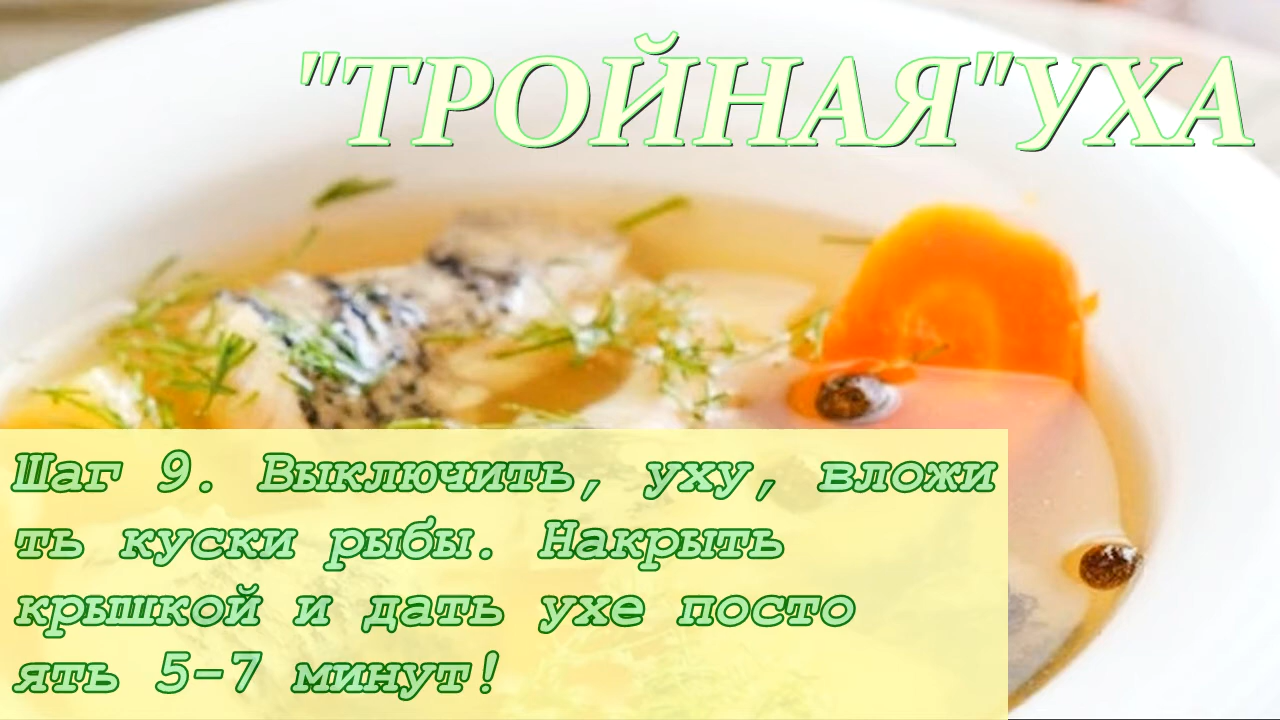 "ТРОЙНАЯ"УХА
Шаг 9. Выключить, уху, вложи
ть куски рыбы. Накрыть
крышкой и дать ухе посто
ять 5-7 минут!